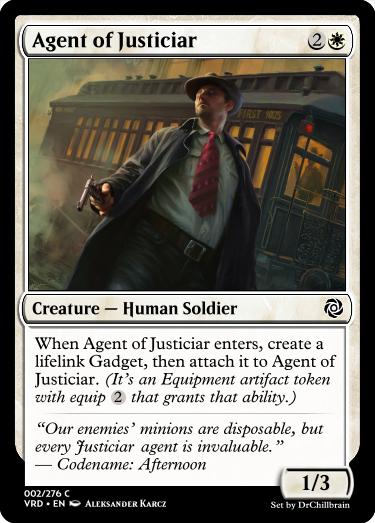 Agent of Justiciar
2
Creature — Human Soldier
When Agent of Justiciar enters, create a
lifelink Gadget, then attach it to Agent of
Justiciar. (It's an Equipment artifact token
with equip 2 that grants that ability.)
“Our enemies' minions are disposable, but
every Justiciar agent is invaluable.”
— Codename: Afternoon
1/3
002/276 C
VRD • EN Aleksander Karcz
Set by DrChillbrain